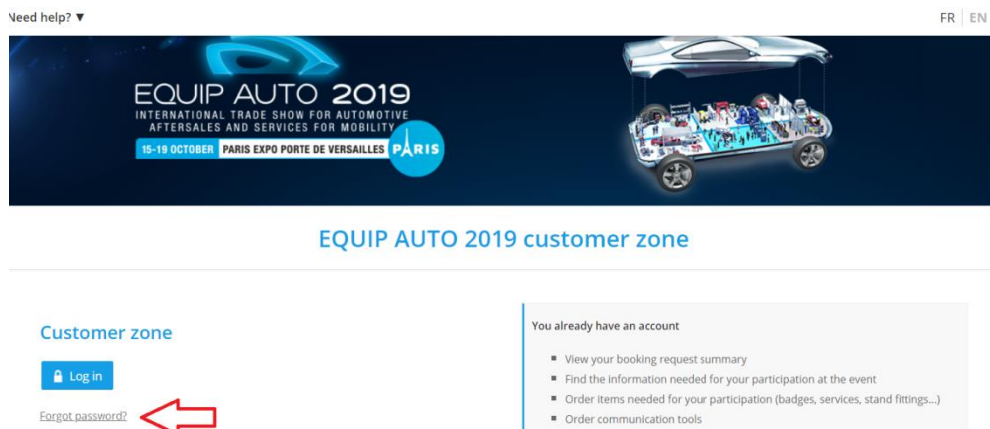 Need help? ▼
FR | EN
EQUIP AUTO 2019
INTERNATIONAL TRADE SHOW FOR AUTOMOTIVE
AFTERSALES AND SERVICES FOR MOBILITY
15-19 OCTOBER PARIS EXPO PORTE DE VERSAILLES PARIS
EQUIP AUTO 2019 customer zone
Customer zone
Log in
Forgot password?
You already have an account
▪ View your booking request summary
▪ Find the information needed for your participation at the event
▪ Order items needed for your participation (badges, services, stand fittings...)
▪ Order communication tools